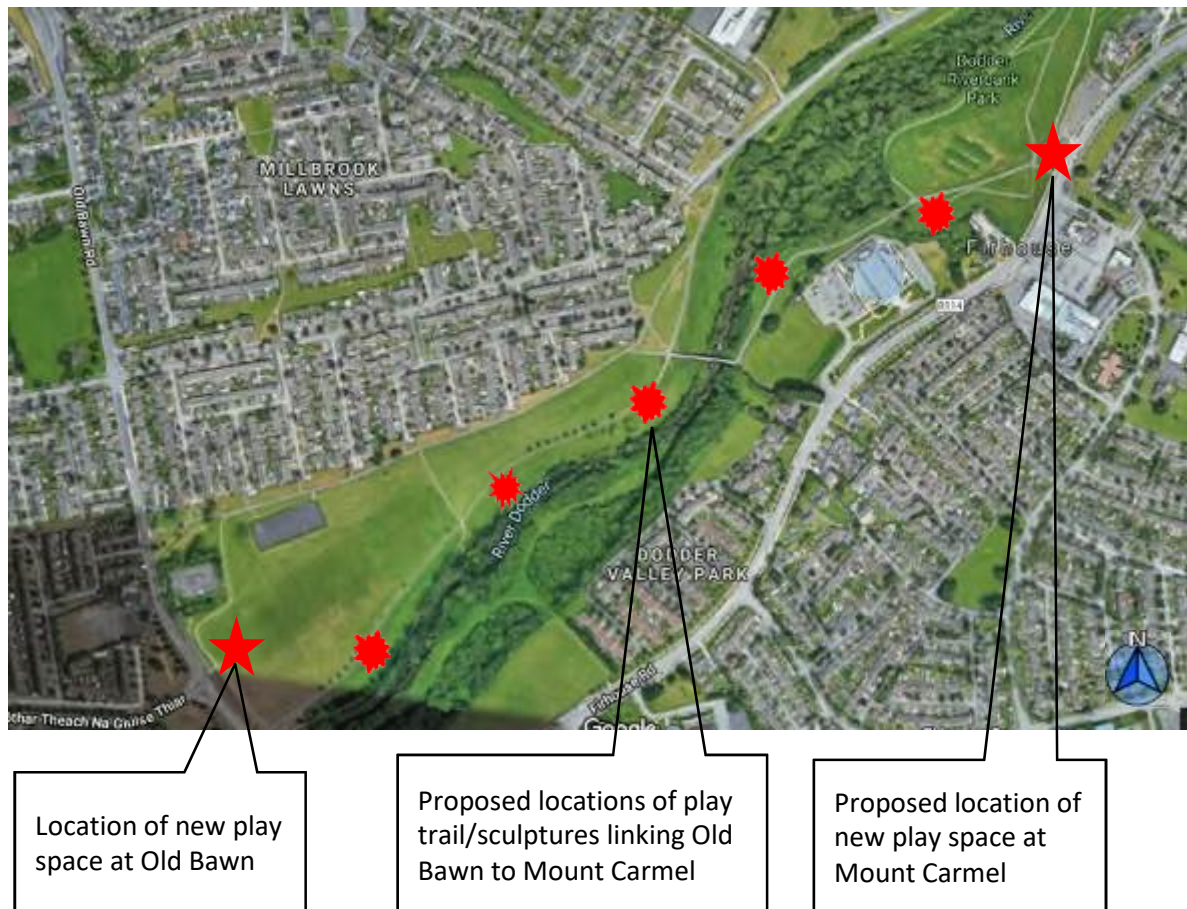 River
Dodder
Riverbank
Park
MILLBROOK
LAWNS
Old Bawn Rd
Firhouse
R114
River Dodder
DODDER
VALLEY PARK
N
Firhouse Rd
Google
Location of new play
space at Old Bawn
Proposed locations of play
trail/sculptures linking Old
Bawn to Mount Carmel
Proposed location of
new play space at
Mount Carmel